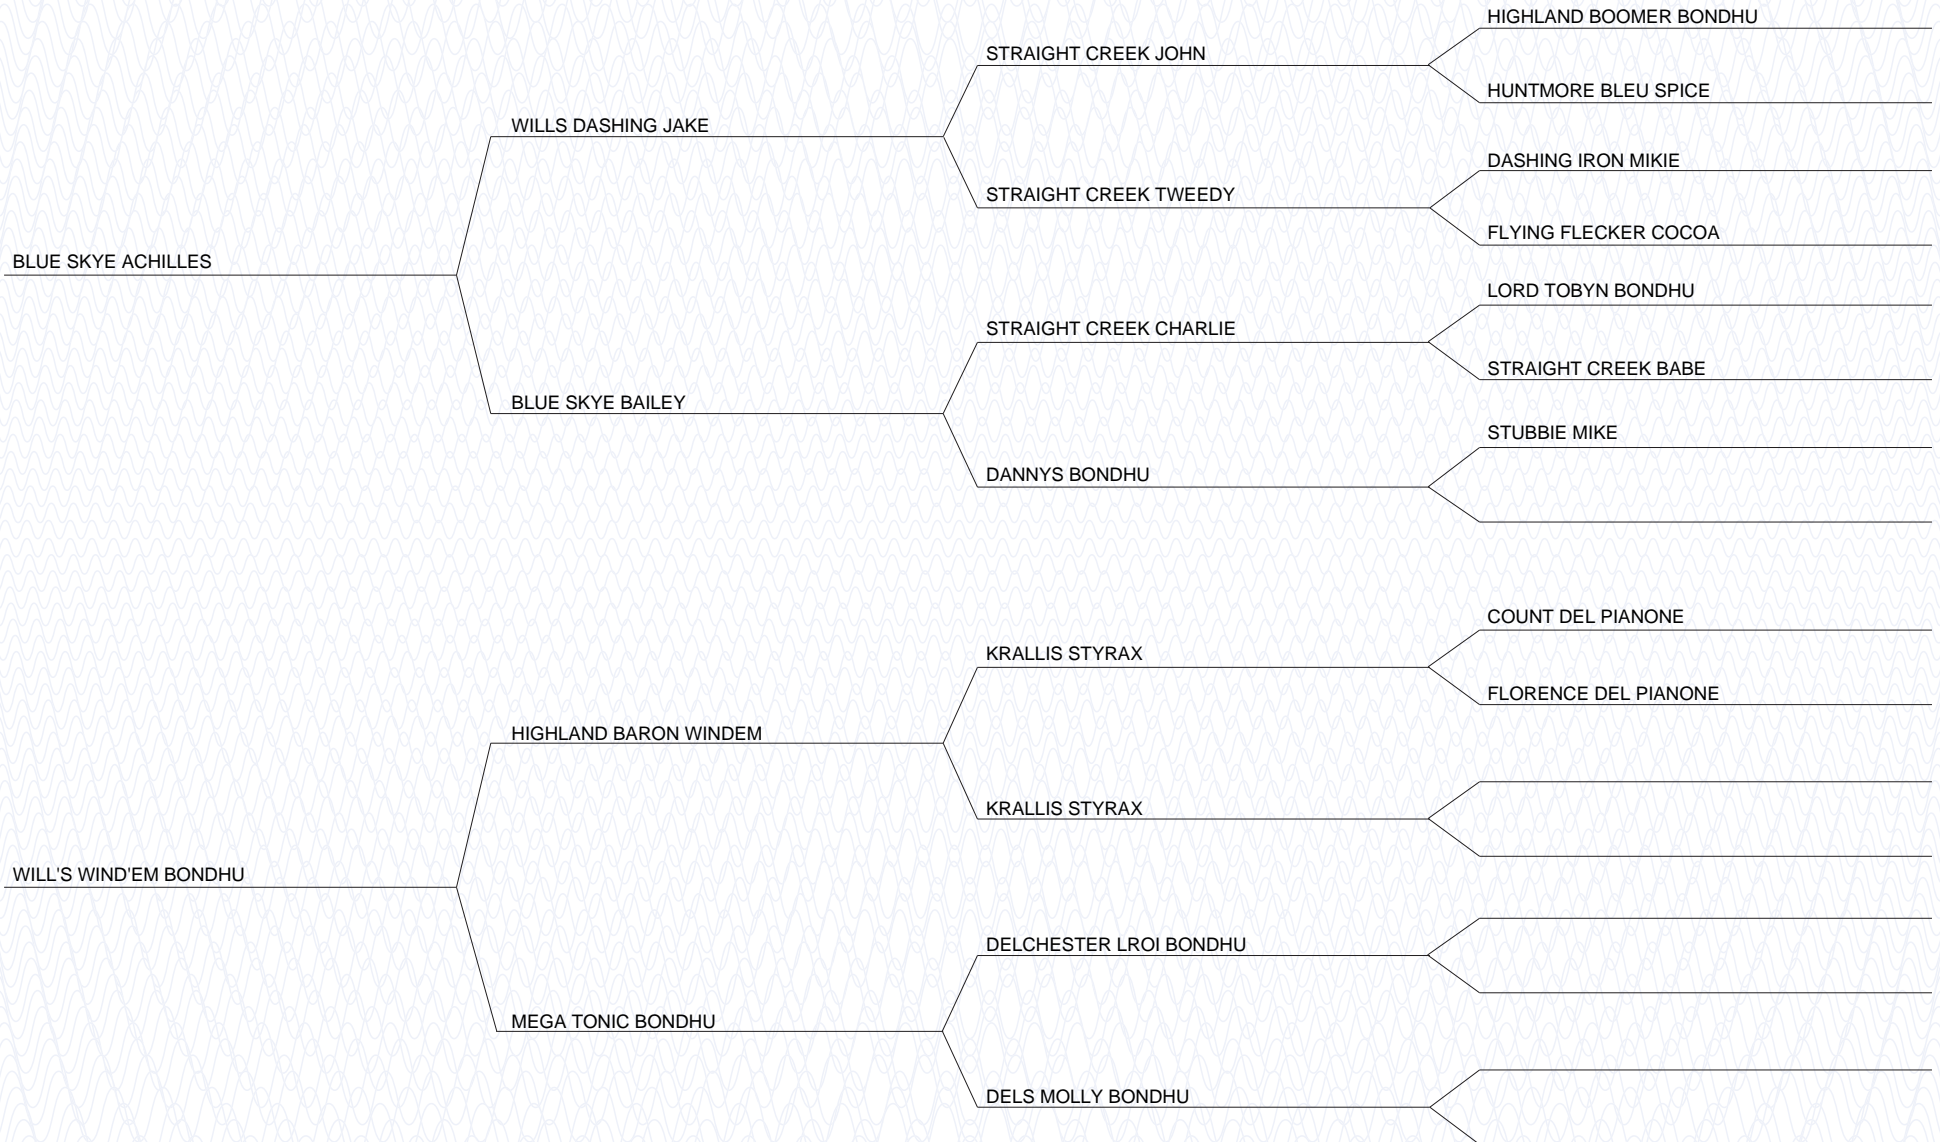 HIGHLAND BOOMER BONDHU
STRAIGHT CREEK JOHN
HUNTMORE BLEU SPICE
WILLS DASHING JAKE
DASHING IRON MIKIE
STRAIGHT CREEK TWEEDY
FLYING FLECKER COCOA
BLUE SKYE ACHILLES
LORD TOBYN BONDHU
STRAIGHT CREEK CHARLIE
STRAIGHT CREEK BABE
BLUE SKYE BAILEY
STUBBIE MIKE
DANNYS BONDHU
COUNT DEL PIANONE
KRALLIS STYRAX
FLORENCE DEL PIANONE
HIGHLAND BARON WINDEM
KRALLIS STYRAX
WILL'S WIND'EM BONDHU
DELCHESTER LROI BONDHU
MEGA TONIC BONDHU
DELS MOLLY BONDHU